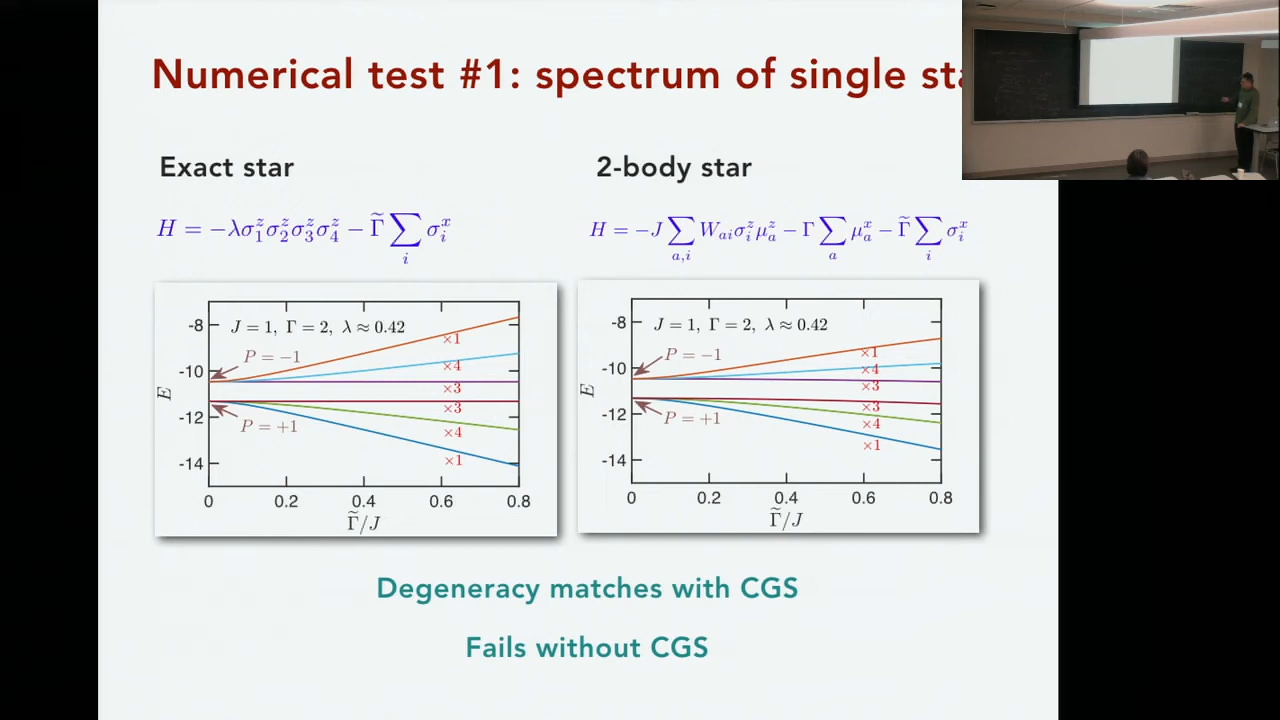 Numerical test #1: spectrum of single sta
Exact star
2-body star
H = −λσ₁ᶻσ₂ᶻσ₃ᶻσ₄ᶻ − Γ̃ ∑ᵢ σᵢˣ
H = −J ∑ₐ,ᵢ Wₐᵢσᵢᶻμₐᶻ − Γ ∑ₐ μₐˣ − Γ̃ ∑ᵢ σᵢˣ
J = 1, Γ = 2, λ ≈ 0.42
P = −1
P = +1
×1
×4
×3
×3
×4
×1
-8
-10
-12
-14
E
0 0.2 0.4 0.6 0.8
Γ̃/J
J = 1, Γ = 2, λ ≈ 0.42
P = −1
P = +1
×1
×4
×3
×3
×4
×1
-8
-10
-12
-14
E
0 0.2 0.4 0.6 0.8
Γ̃/J
Degeneracy matches with CGS
Fails without CGS